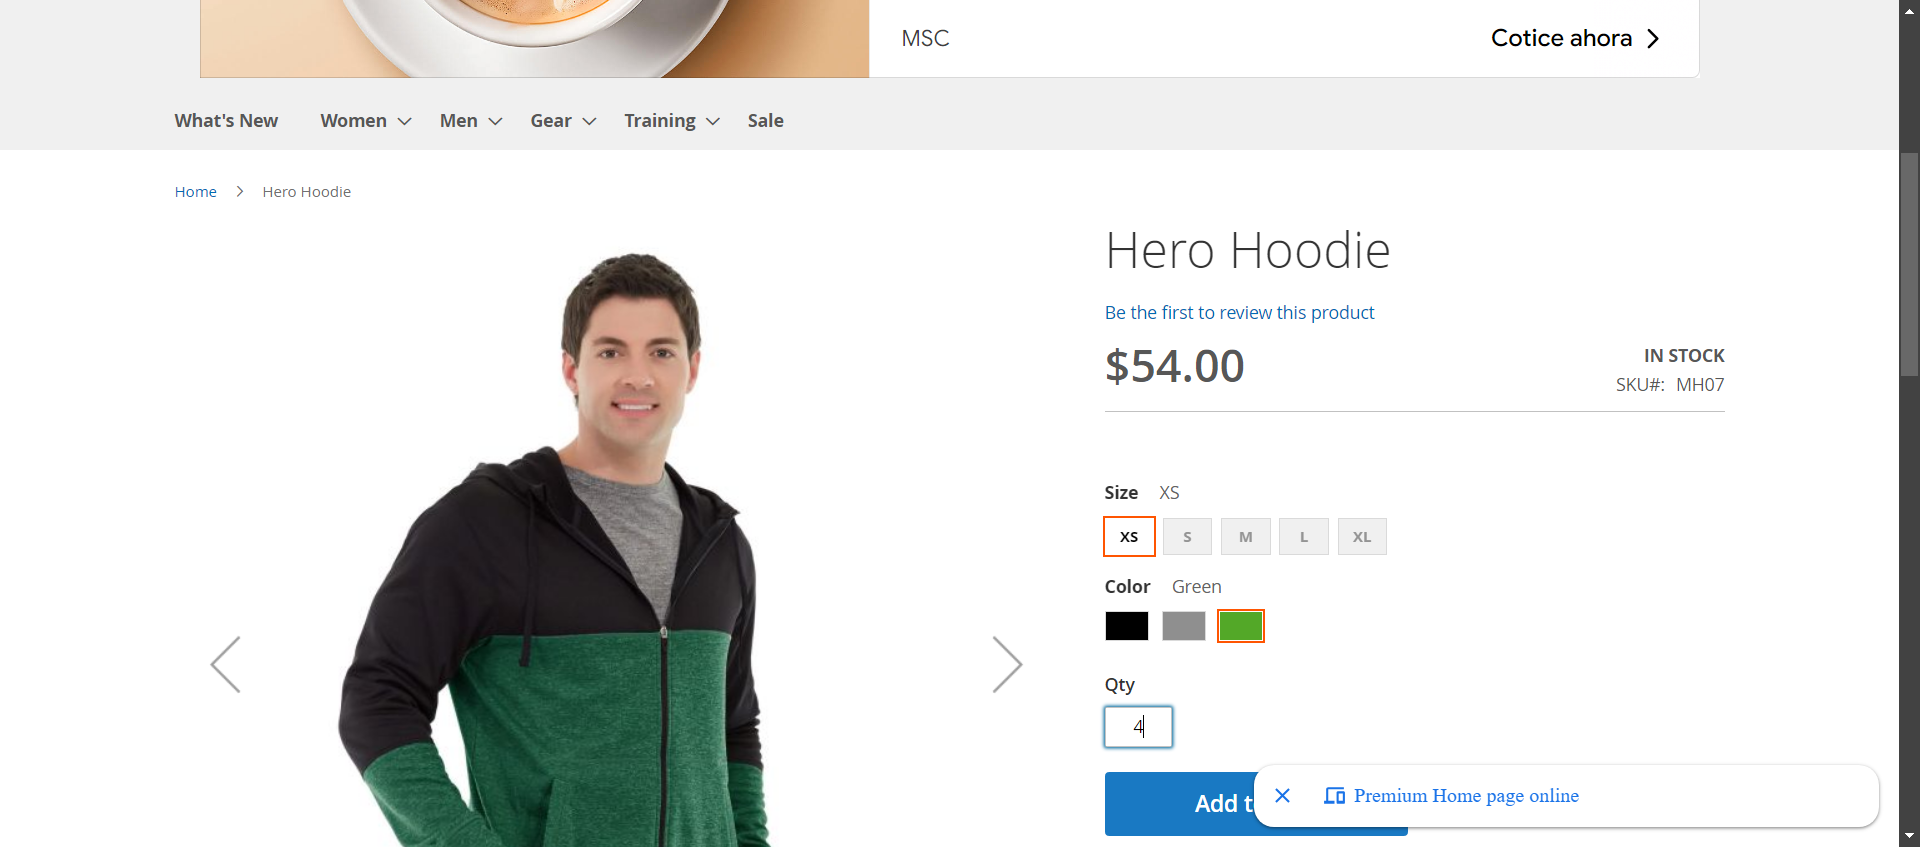 MSC
Cotice ahora
What's New
Women
Men
Gear
Training
Sale
Home
Hero Hoodie
Hero Hoodie
Be the first to review this product
$54.00
IN STOCK
SKU#: MH07
Size XS
XS
S
M
L
XL
Color Green
Qty
4
Add t
Premium Home page online